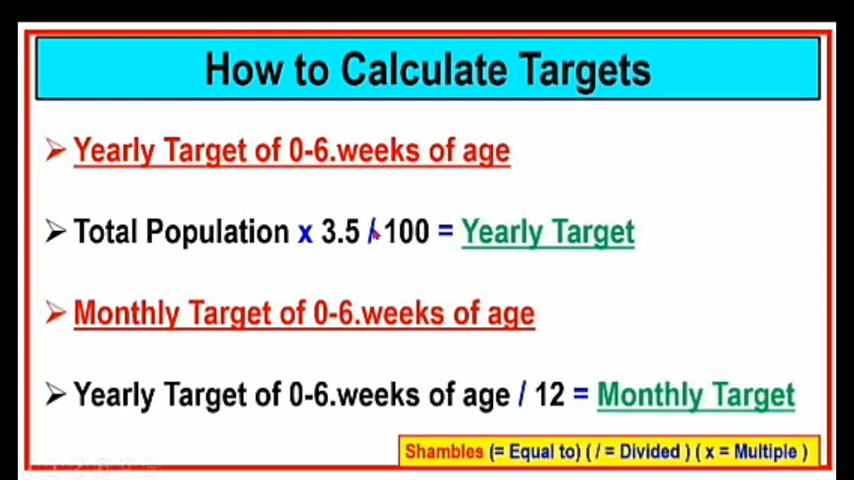 How to Calculate Targets
➢ Yearly Target of 0-6.weeks of age
➢ Total Population x 3.5 / 100 = Yearly Target
➢ Monthly Target of 0-6.weeks of age
➢ Yearly Target of 0-6.weeks of age / 12 = Monthly Target
Shambles (= Equal to) ( / = Divided ) ( x = Multiple )